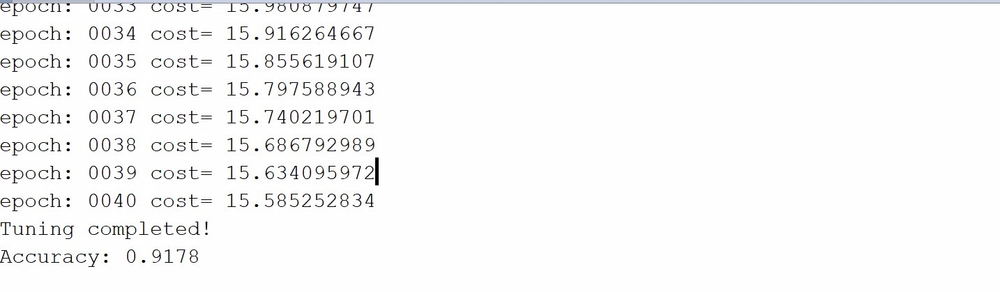 epoch: 0033 cost= 15.980879747
epoch: 0034 cost= 15.916264667
epoch: 0035 cost= 15.855619107
epoch: 0036 cost= 15.797588943
epoch: 0037 cost= 15.740219701
epoch: 0038 cost= 15.686792989
epoch: 0039 cost= 15.634095972
epoch: 0040 cost= 15.585252834
Tuning completed!
Accuracy: 0.9178